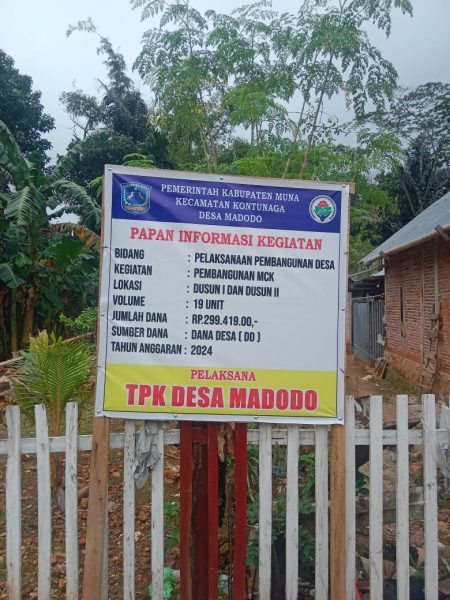 PEMERINTAH KABUPATEN MUNA
KECAMATAN KONTUNAGA
DESA MADODO
PAPAN INFORMASI KEGIATAN
BIDANG : PELAKSANAAN PEMBANGUNAN DESA
KEGIATAN : PEMBANGUNAN MCK
LOKASI : DUSUN I DAN DUSUN II
VOLUME : 19 UNIT
JUMLAH DANA : RP.299.419.00,-
SUMBER DANA : DANA DESA ( DD )
TAHUN ANGGARAN : 2024
PELAKSANA
TPK DESA MADODO